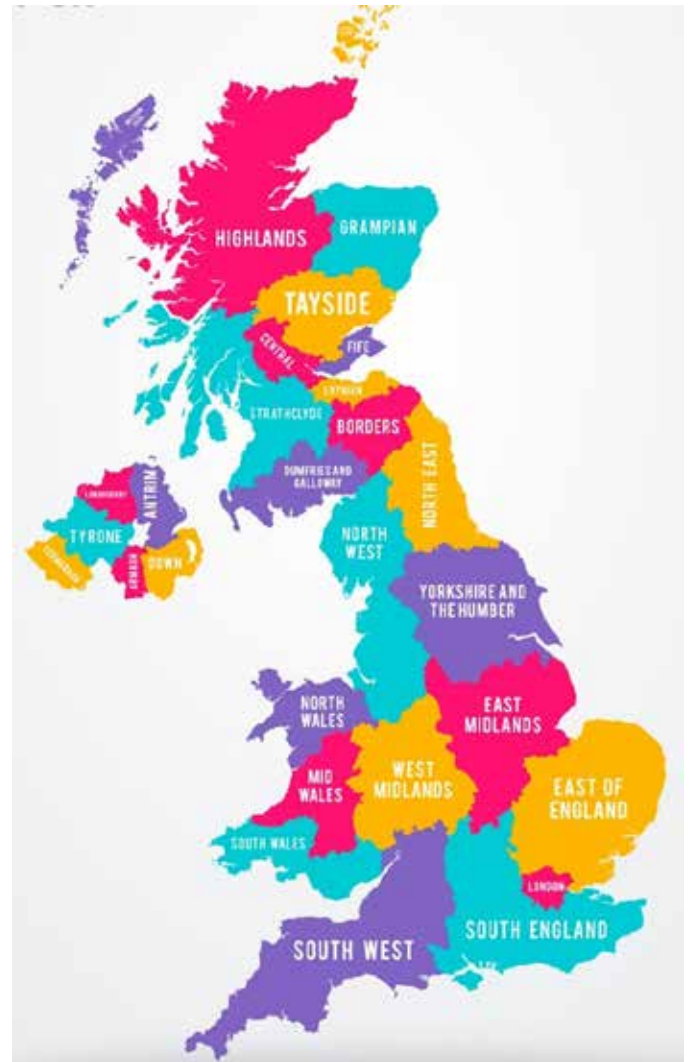 HIGHLANDS
GRAMPIAN
TAYSIDE
FIFE
CENTRAL
STRATHCLYDE
BORDERS
DUMFRIES AND
GALLOWAY
NORTH EAST
LONDONDERRY
ANTRIM
TYRONE
ARMAGH
DOWN
NORTH
WEST
YORKSHIRE AND
THE HUMBER
NORTH
WALES
EAST
MIDLANDS
MID
WALES
WEST
MIDLANDS
EAST OF
ENGLAND
SOUTH WALES
LONDON
SOUTH ENGLAND
SOUTH WEST